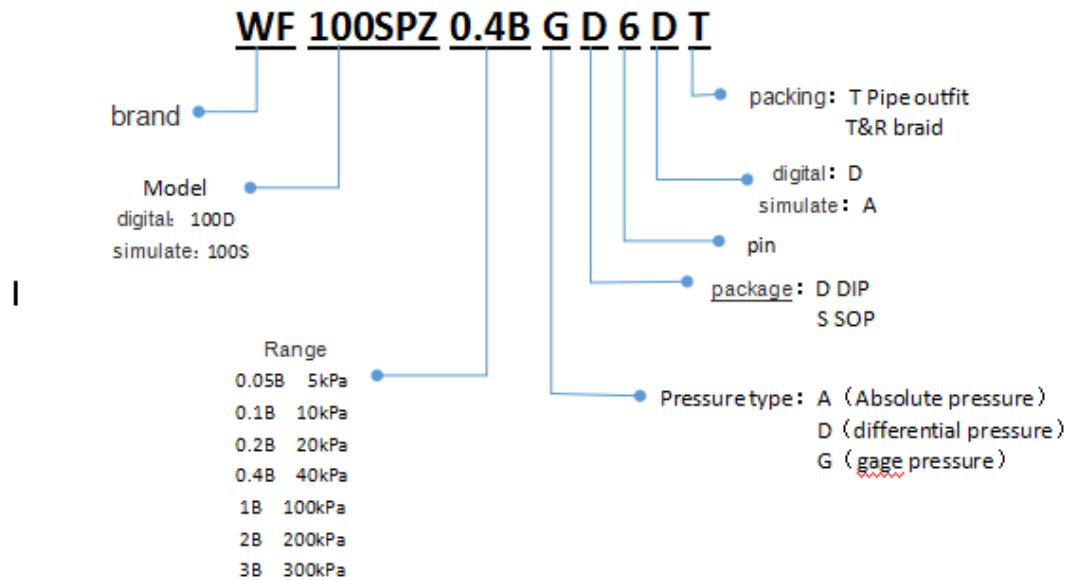 WF 100SPZ 0.4B G D 6 D T
brand
Model
digital: 100D
simulate: 100S
Range
0.05B 5kPa
0.1B 10kPa
0.2B 20kPa
0.4B 40kPa
1B 100kPa
2B 200kPa
3B 300kPa
packing: T Pipe outfit
T&R braid
digital: D
simulate: A
pin
package: D DIP
S SOP
Pressure type: A (Absolute pressure)
D (differential pressure)
G (gage pressure)